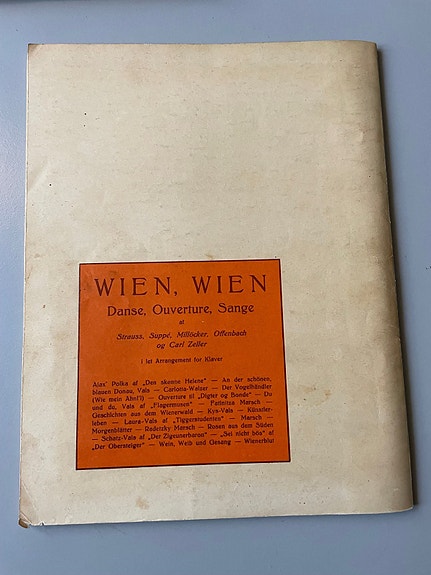 WIEN, WIEN
Danse, Ouverture, Sange
af
Strauss, Suppé, Millöcker, Offenbach
og Carl Zeller
i let Arrangement for Klaver
Ajax' Polka af „Den skønne Helene" — An der schönen,
blauen Donau, Vals — Carlotta-Walzer — Der Vogelhändler
(Wie mein Ahn'l) — Ouverture til „Digter og Bonde" — Du
und du, Vals af „Flagermusen" — Fatinitza Marsch —
Geschichten aus dem Wienerwald — Kys-Vals — Künstler-
leben — Laura-Vals af „Tiggerstudenten" — Marsch —
Morgenblätter — Radetzky Marsch — Rosen aus dem Süden
— Schatz-Vals af „Der Zigeunerbaron" — „Sei nicht bös" af
„Der Obersteiger" — Wein, Weib und Gesang — Wienerblut